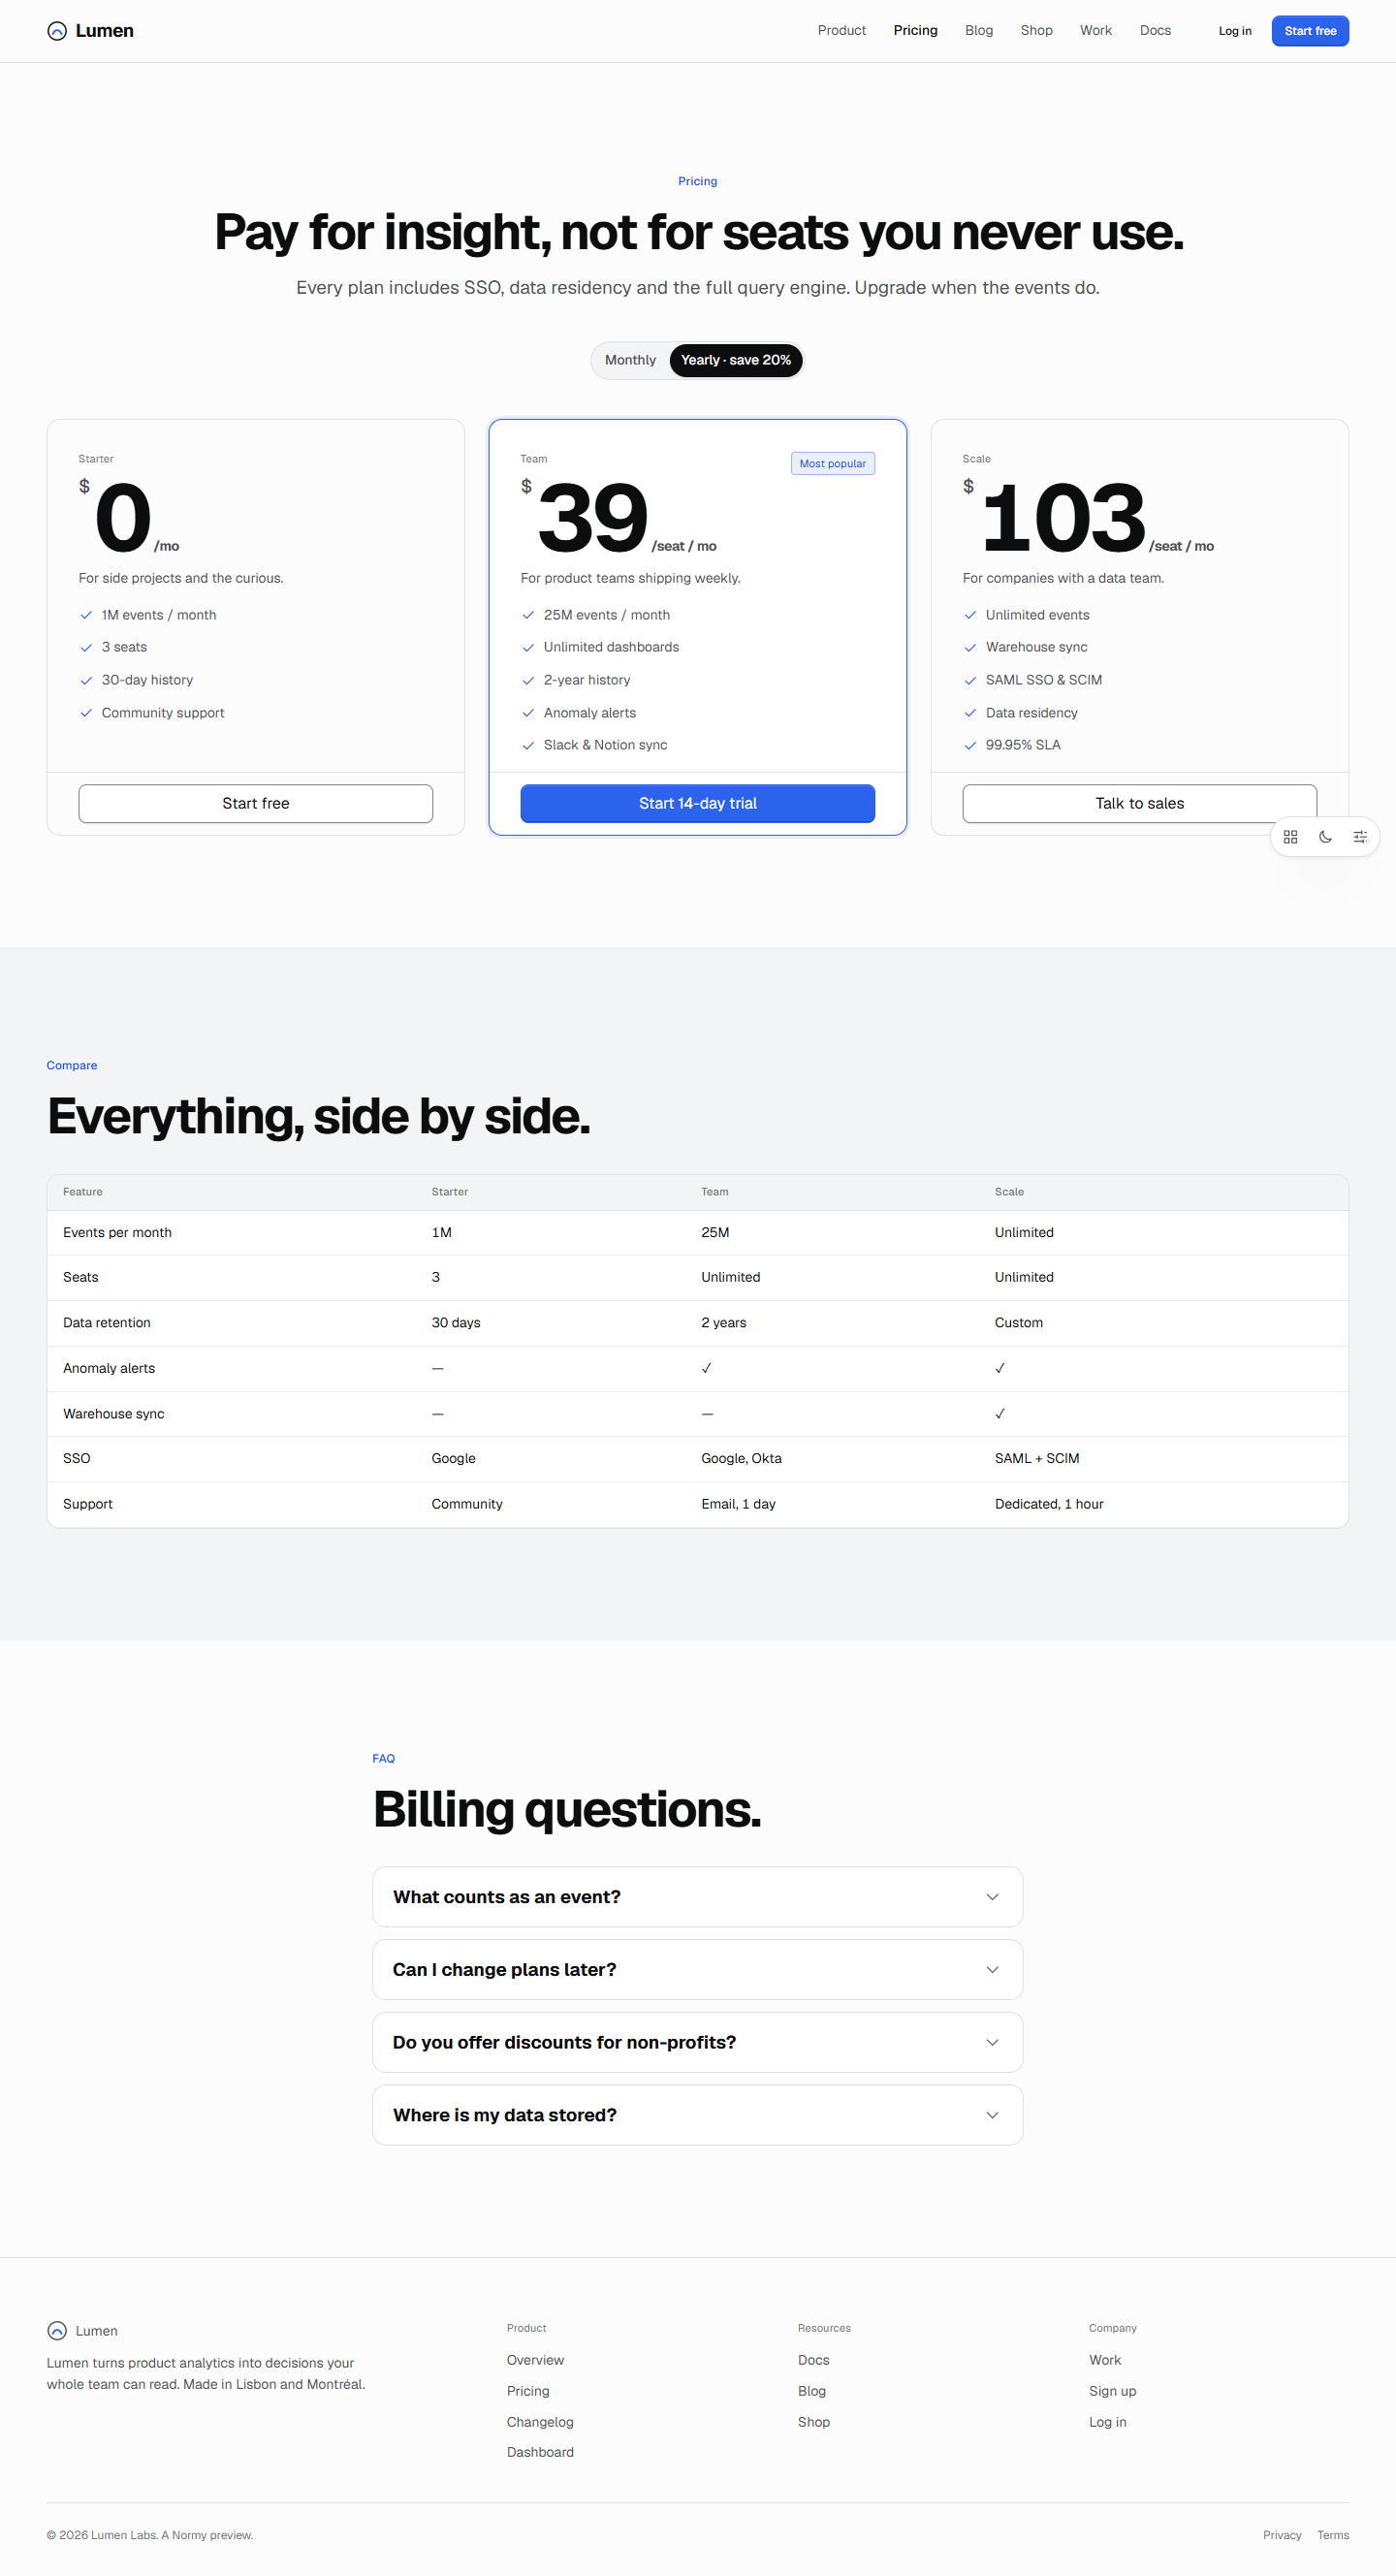 Lumen
Product
Pricing
Blog
Shop
Work
Docs
Log in
Start free
Pricing
Pay for insight, not for seats you never use.
Every plan includes SSO, data residency and the full query engine. Upgrade when the events do.
Monthly
Yearly · save 20%
Starter
$0/mo
For side projects and the curious.
1M events / month
3 seats
30-day history
Community support
Start free
Team
Most popular
$39/seat / mo
For product teams shipping weekly.
25M events / month
Unlimited dashboards
2-year history
Anomaly alerts
Slack & Notion sync
Start 14-day trial
Scale
$103/seat / mo
For companies with a data team.
Unlimited events
Warehouse sync
SAML SSO & SCIM
Data residency
99.95% SLA
Talk to sales
Compare
Everything, side by side.
Feature Starter Team Scale
Events per month 1M 25M Unlimited
Seats 3 Unlimited Unlimited
Data retention 30 days 2 years Custom
Anomaly alerts — ✓ ✓
Warehouse sync — — ✓
SSO Google Google, Okta SAML + SCIM
Support Community Email, 1 day Dedicated, 1 hour
FAQ
Billing questions.
What counts as an event?
Can I change plans later?
Do you offer discounts for non-profits?
Where is my data stored?
Lumen
Lumen turns product analytics into decisions your
whole team can read. Made in Lisbon and Montréal.
Product
Overview
Pricing
Changelog
Dashboard
Resources
Docs
Blog
Shop
Company
Work
Sign up
Log in
© 2026 Lumen Labs. A Normy preview.
Privacy
Terms